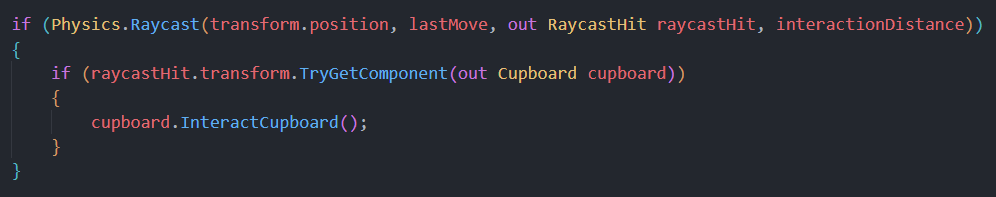 if (Physics.Raycast(transform.position, lastMove, out RaycastHit raycastHit, interactionDistance))
{
    if (raycastHit.transform.TryGetComponent(out Cupboard cupboard))
    {
        cupboard.InteractCupboard();
    }
}